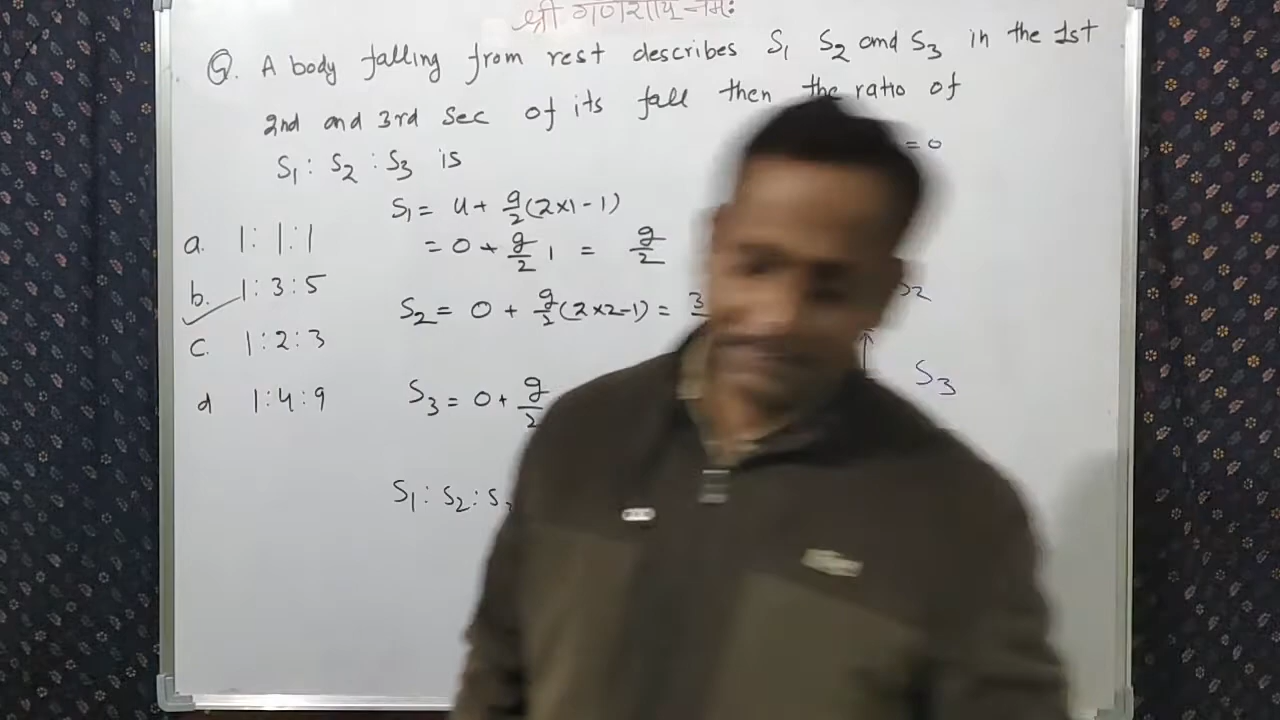 श्री गणेशाय नमः
Q. A body falling from rest describes S₁ S₂ and S₃ in the 1st
2nd and 3rd Sec of its fall then the ratio of
S₁ : S₂ : S₃ is
= 0
S₁ = u + g/2 (2×1 - 1)
= 0 + g/2 1 = g/2
a. 1 : 1 : 1
b. 1 : 3 : 5
S₂ = 0 + g/2 (2×2-1) = 3
S₂
c. 1 : 2 : 3
S₃ = 0 + g/2
S₃
d 1 : 4 : 9
S₁ : S₂ : S₃